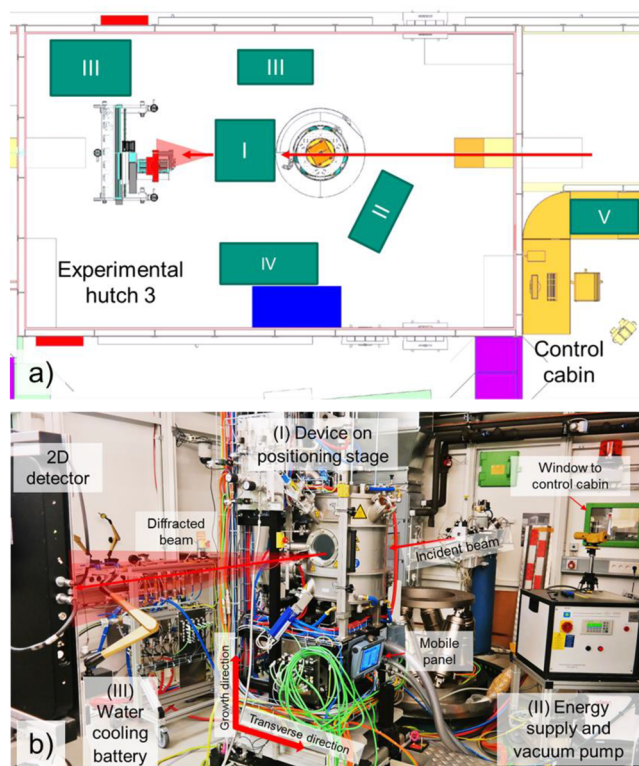 III
III
I
II
V
IV
Experimental
hutch 3
Control
cabin
a)
(I) Device on
positioning stage
2D
detector
Window to
control cabin
Diffracted
beam
Incident beam
Mobile
panel
Growth direction
Transverse direction
(III)
Water
cooling
battery
(II) Energy
supply and
vacuum pump
b)